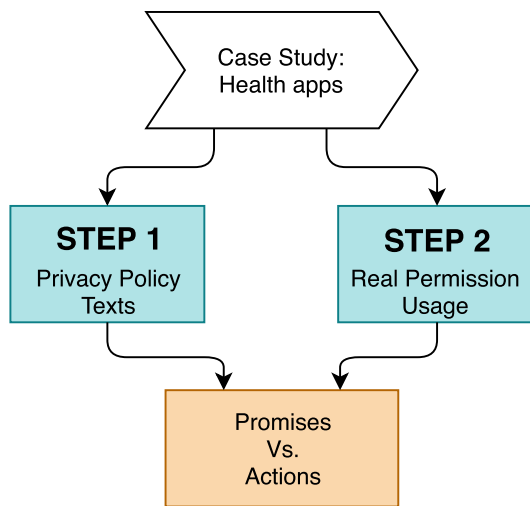 Case Study:
Health apps
STEP 1
Privacy Policy
Texts
STEP 2
Real Permission
Usage
Promises
Vs.
Actions